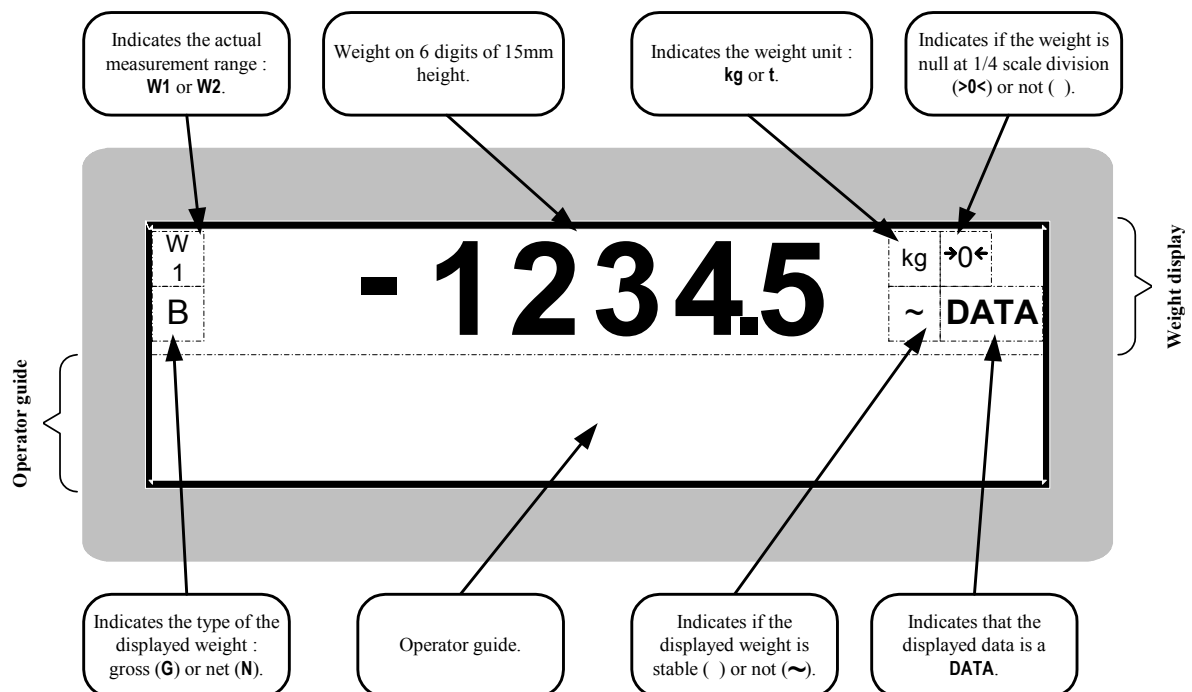 Indicates the actual
measurement range :
W1 or W2.
Weight on 6 digits of 15mm
height.
Indicates the weight unit :
kg or t.
Indicates if the weight is
null at 1/4 scale division
(>0<) or not (  ).
W
1
B
-1234.5
kg
→0←
~
DATA
Weight display
Operator guide
Indicates the type of the
displayed weight :
gross (G) or net (N).
Operator guide.
Indicates if the
displayed weight is
stable (  ) or not (~).
Indicates that the
displayed data is a
DATA.